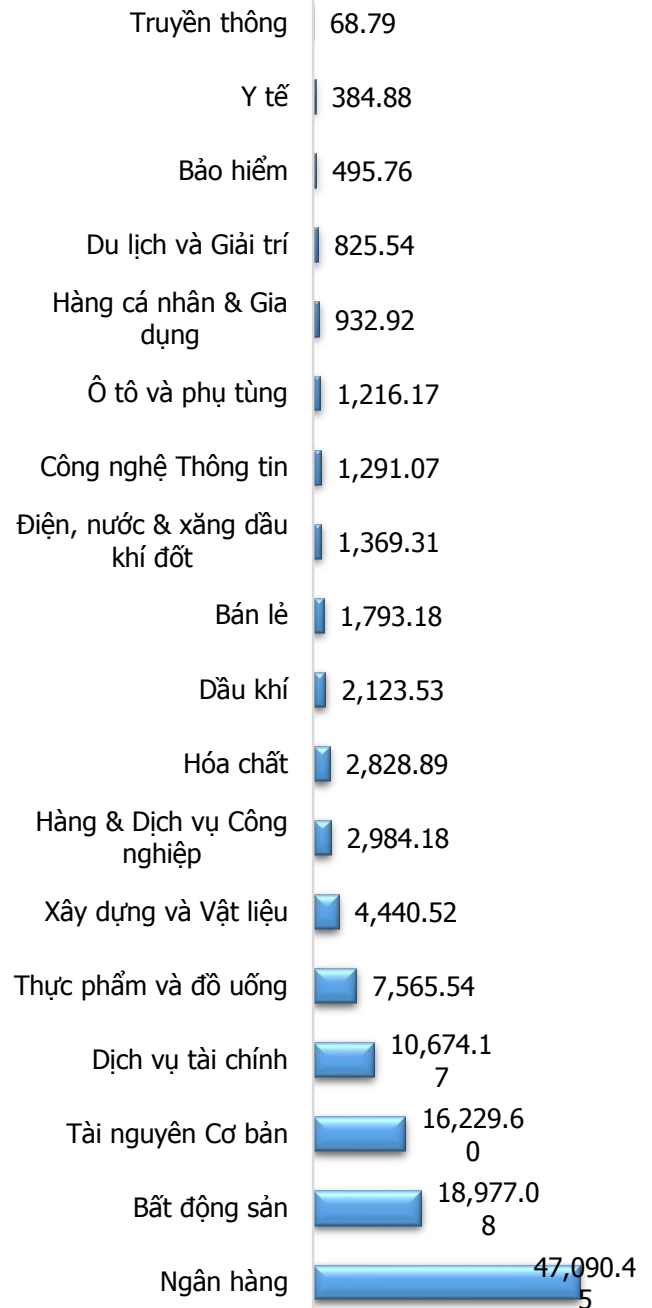 Truyền thông 68.79
Y tế 384.88
Bảo hiểm 495.76
Du lịch và Giải trí 825.54
Hàng cá nhân & Gia
dụng 932.92
Ô tô và phụ tùng 1,216.17
Công nghệ Thông tin 1,291.07
Điện, nước & xăng dầu
khí đốt 1,369.31
Bán lẻ 1,793.18
Dầu khí 2,123.53
Hóa chất 2,828.89
Hàng & Dịch vụ Công
nghiệp 2,984.18
Xây dựng và Vật liệu 4,440.52
Thực phẩm và đồ uống 7,565.54
Dịch vụ tài chính 10,674.1
7
Tài nguyên Cơ bản 16,229.6
0
Bất động sản 18,977.0
8
Ngân hàng 47,090.4
5